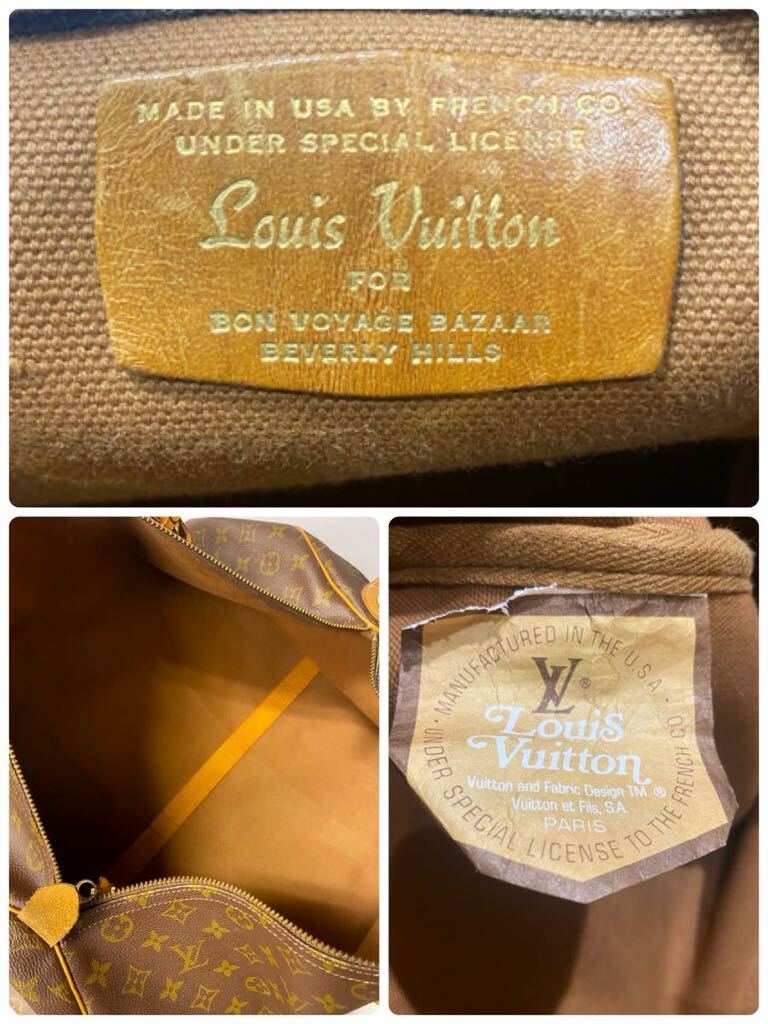 MADE IN USA BY FRENCH CO.
UNDER SPECIAL LICENSE
Louis Vuitton
FOR
BON VOYAGE BAZAAR
BEVERLY HILLS
· MANUFACTURED IN THE U.S.A. ·
UNDER SPECIAL LICENSE TO THE FRENCH CO.
LV ®
Louis
Vuitton
Vuitton and Fabric Design TM ®
Vuitton et Fils, S.A.
PARIS